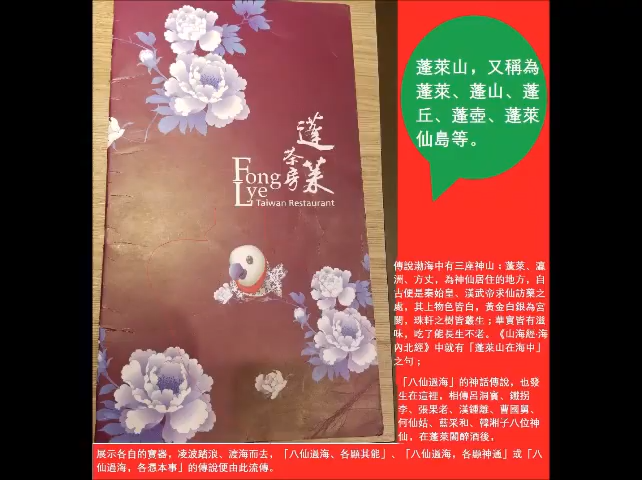 蓬萊
茶房
Fong
Lye
Taiwan Restaurant
蓬萊山，又稱為
蓬萊、蓬山、蓬
丘、蓬壺、蓬萊
仙島等。
傳說渤海中有三座神山：蓬萊、瀛
洲、方丈，為神仙居住的地方，自
古便是秦始皇、漢武帝求仙訪藥之
處，其上物色皆白，黃金白銀為宮
闕，珠軒之樹皆叢生；華實皆有滋
味，吃了能長生不老。《山海經·海
內北經》中就有「蓬萊山在海中」
之句；
「八仙過海」的神話傳說，也發
生在這裡，相傳呂洞賓、鐵拐
李、張果老、漢鍾離、曹國舅、
何仙姑、藍采和、韓湘子八位神
仙，在蓬萊閣醉酒後，
展示各自的寶器，凌波踏浪、渡海而去，「八仙過海、各顯其能」、「八仙過海，各顯神通」或「八
仙過海，各憑本事」的傳說便由此流傳。